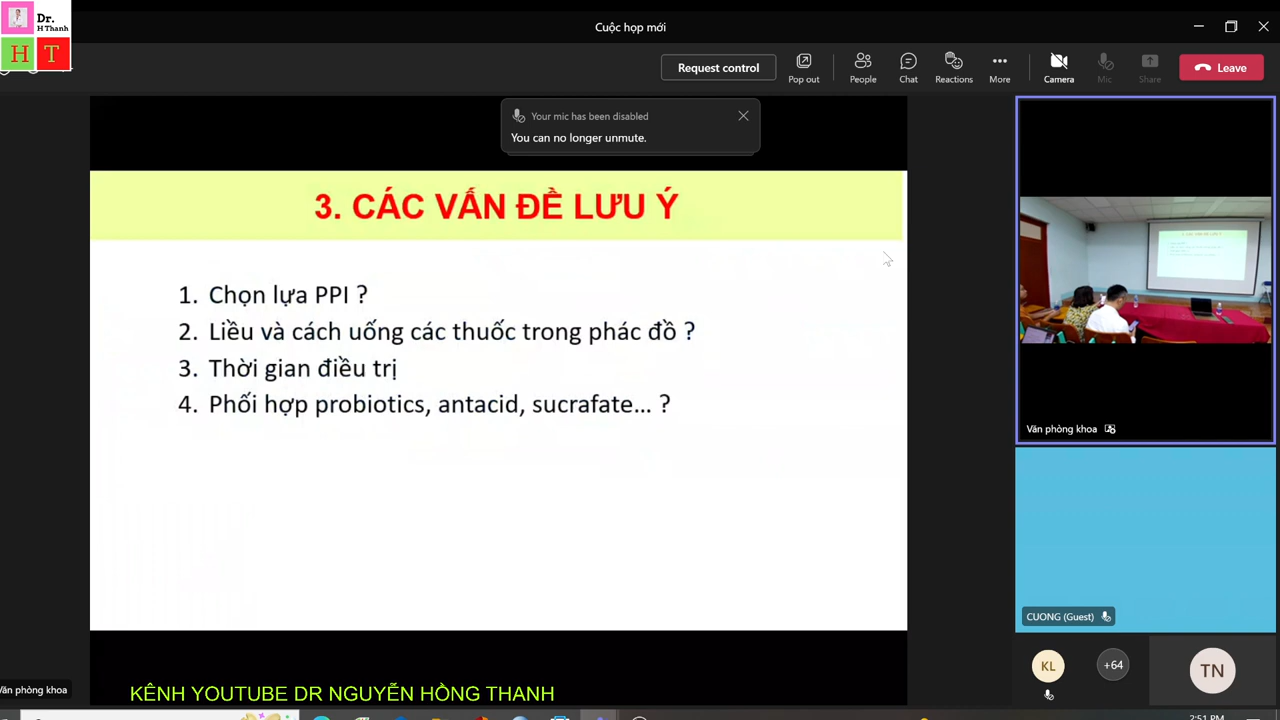 Dr.
H Thanh
H T
Cuộc họp mới
Request control
Pop out
People
Chat
Reactions
More
Camera
Mic
Share
Leave
Your mic has been disabled
You can no longer unmute.
3. CÁC VẤN ĐỀ LƯU Ý
1. Chọn lựa PPI ?
2. Liều và cách uống các thuốc trong phác đồ ?
3. Thời gian điều trị
4. Phối hợp probiotics, antacid, sucrafate... ?
Văn phòng khoa
CUONG (Guest)
KL
+64
TN
Văn phòng khoa
KÊNH YOUTUBE DR NGUYỄN HỒNG THANH
2:51 PM